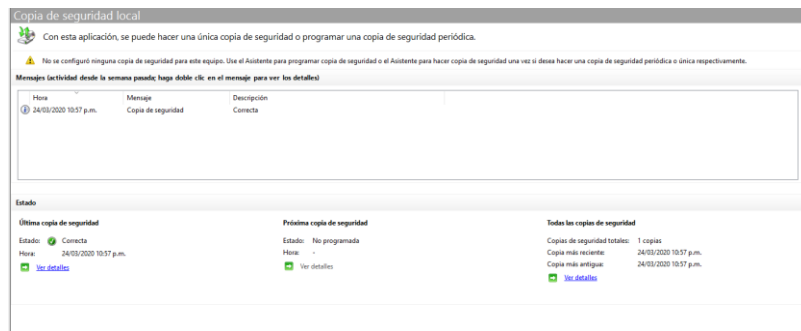 Copia de seguridad local
Con esta aplicación, se puede hacer una única copia de seguridad o programar una copia de seguridad periódica.
No se configuró ninguna copia de seguridad para este equipo. Use el Asistente para programar copia de seguridad o el Asistente para hacer copia de seguridad una vez si desea hacer una copia de seguridad periódica o única respectivamente.
Mensajes (actividad desde la semana pasada; haga doble clic en el mensaje para ver los detalles)
Hora Mensaje Descripción
24/03/2020 10:57 p.m. Copia de seguridad Correcta
Estado
Última copia de seguridad Próxima copia de seguridad Todas las copias de seguridad
Estado: Correcta Estado: No programada Copias de seguridad totales: 1 copias
Hora: 24/03/2020 10:57 p.m. Hora: - Copia más reciente: 24/03/2020 10:57 p.m.
Ver detalles Ver detalles Copia más antigua: 24/03/2020 10:57 p.m.
Ver detalles